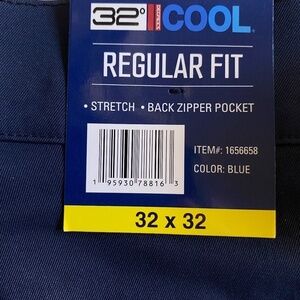 32° COOL
REGULAR FIT
• STRETCH • BACK ZIPPER POCKET
ITEM#: 1656658
COLOR: BLUE
1 95930 78816 3
32 x 32